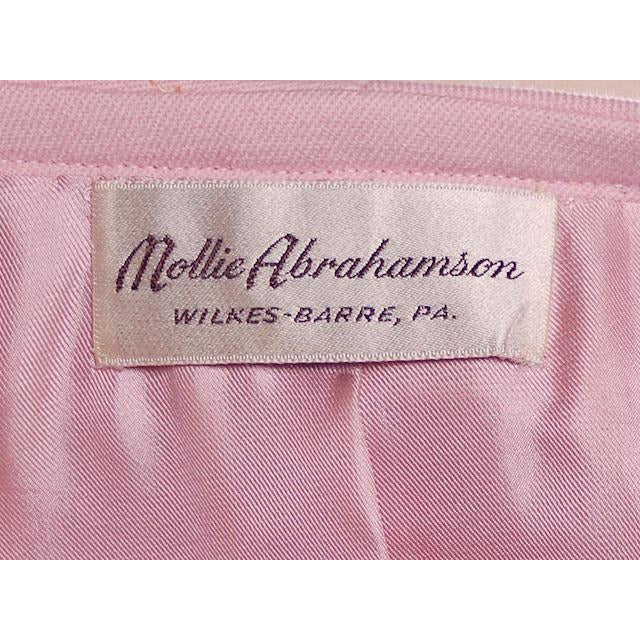 Mollie Abrahamson
WILKES-BARRE, PA.